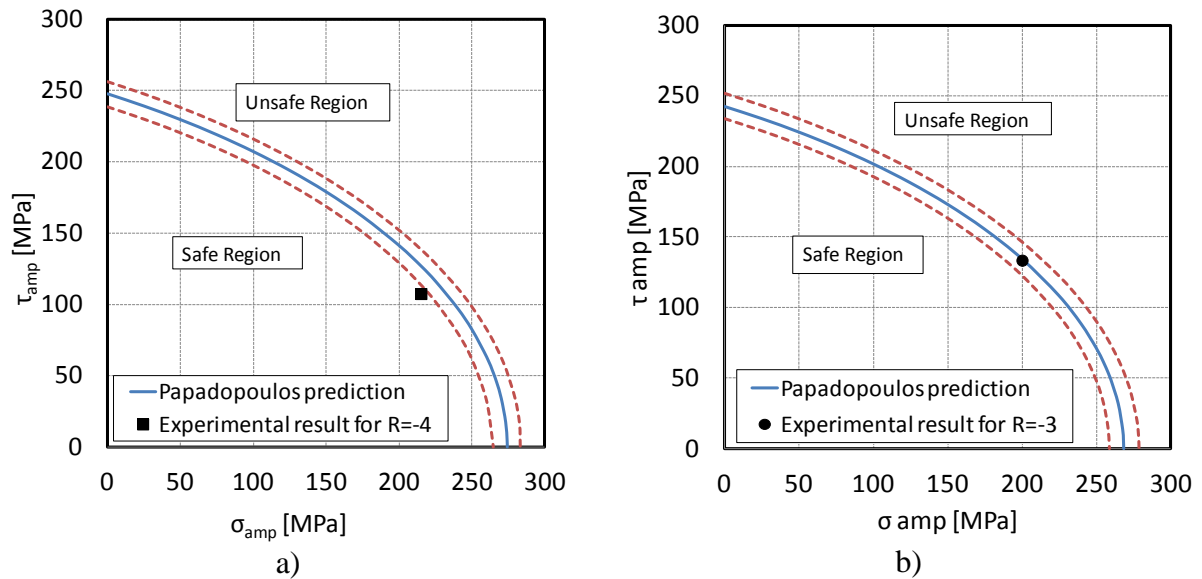 300
250
200
150
100
50
0
τamp [MPa]
Unsafe Region
Safe Region
Papadopoulos prediction
Experimental result for R=-4
0 50 100 150 200 250 300
σamp [MPa]
a)
300
250
200
150
100
50
0
τ amp [MPa]
Unsafe Region
Safe Region
Papadopoulos prediction
Experimental result for R=-3
0 50 100 150 200 250 300
σ amp [MPa]
b)